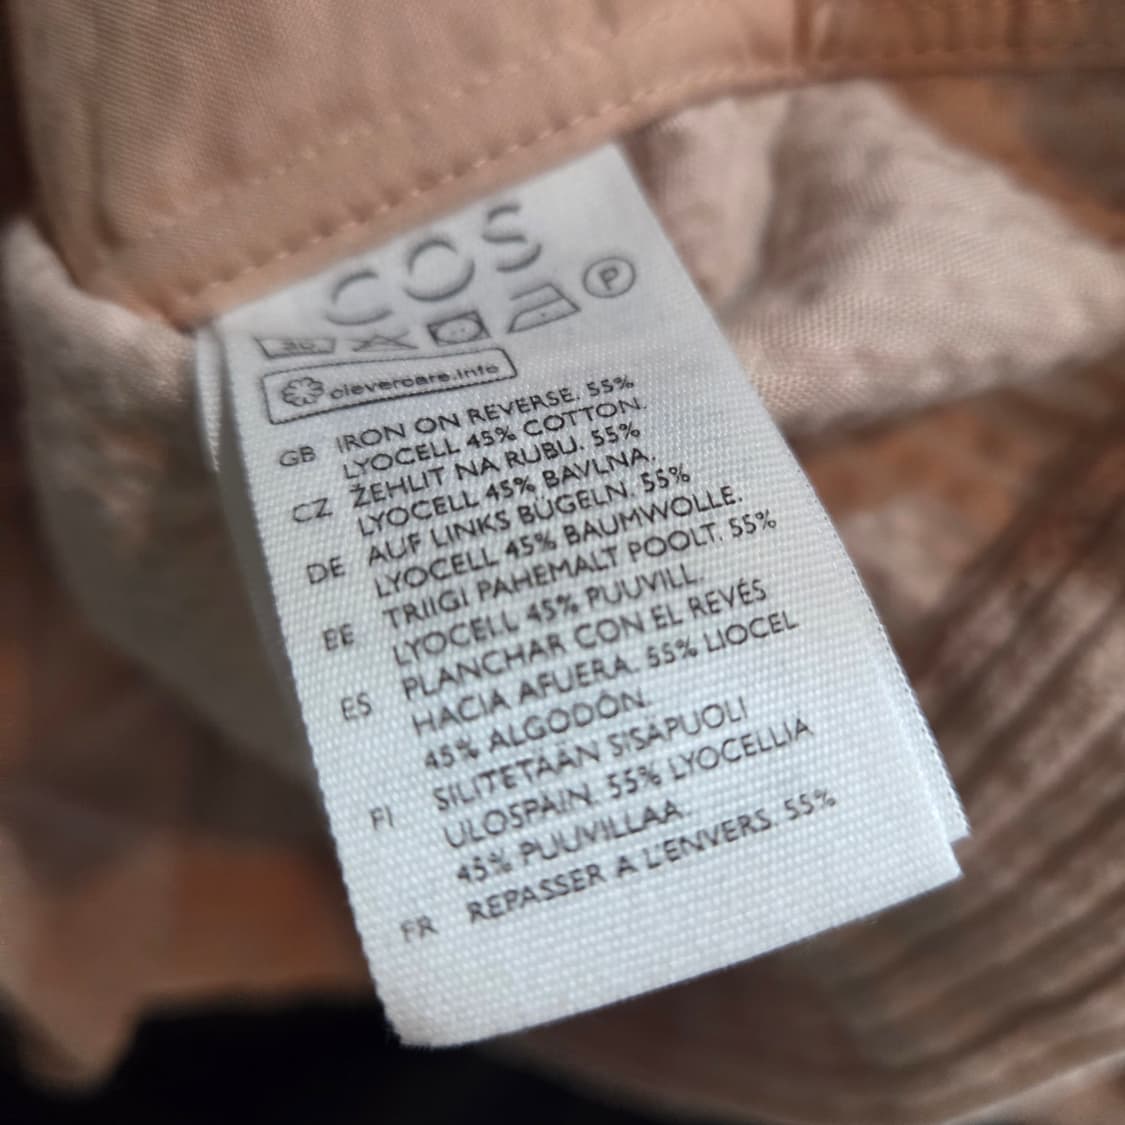 COS
P
clevercare.info
GB IRON ON REVERSE. 55%
LYOCELL 45% COTTON.
CZ ŽEHLIT NA RUBU. 55%
LYOCELL 45% BAVLNA.
DE AUF LINKS BÜGELN. 55%
LYOCELL 45% BAUMWOLLE.
EE TRIIGI PAHEMALT POOLT. 55%
LYOCELL 45% PUUVILL.
ES PLANCHAR CON EL REVÉS
HACIA AFUERA. 55% LIOCEL
45% ALGODÓN.
FI SILITETÄÄN SISÄPUOLI
ULOSPÄIN. 55% LYOCELLIA
45% PUUVILLAA.
FR REPASSER A L'ENVERS. 55%